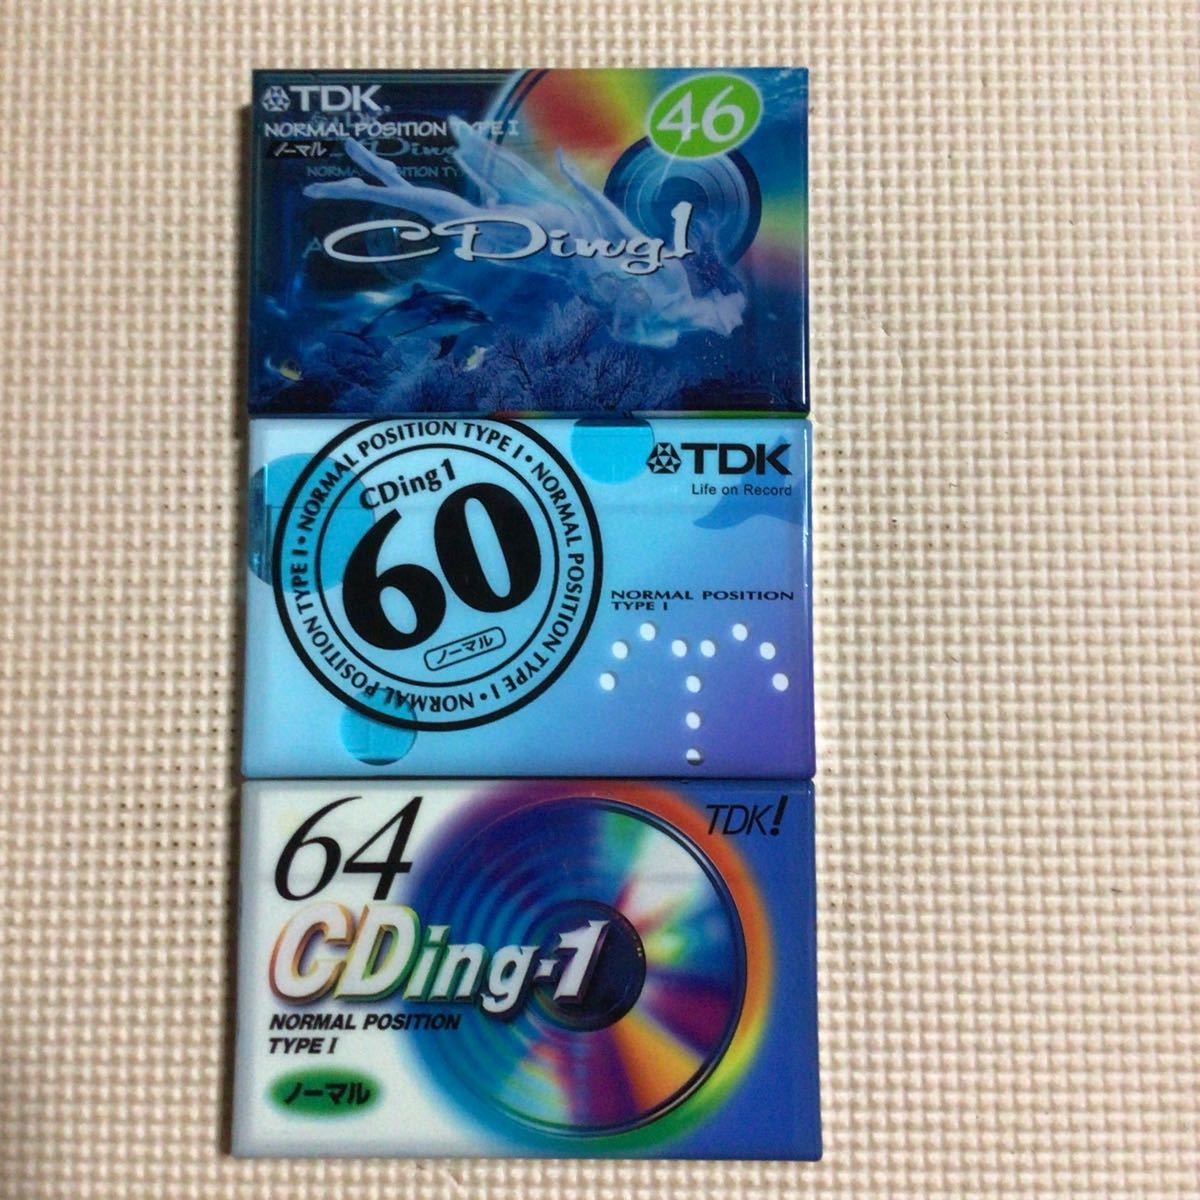 TDK
46
NORMAL POSITION TYPE I
ノーマル
CDing1
TDK
Life on Record
NORMAL POSITION TYPE I • NORMAL POSITION TYPE I • NORMAL POSITION TYPE I •
CDing1
60
ノーマル
NORMAL POSITION
TYPE I
64
TDK!
CDing-1
NORMAL POSITION
TYPE I
ノーマル